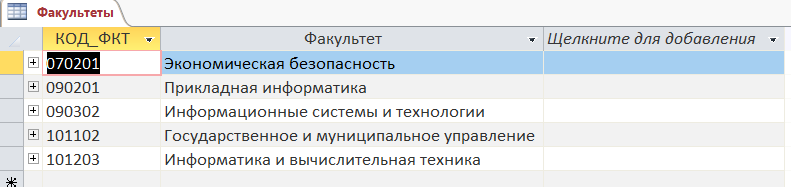 Факультеты
КОД_ФКТ Факультет Щелкните для добавления
070201 Экономическая безопасность
090201 Прикладная информатика
090302 Информационные системы и технологии
101102 Государственное и муниципальное управление
101203 Информатика и вычислительная техника